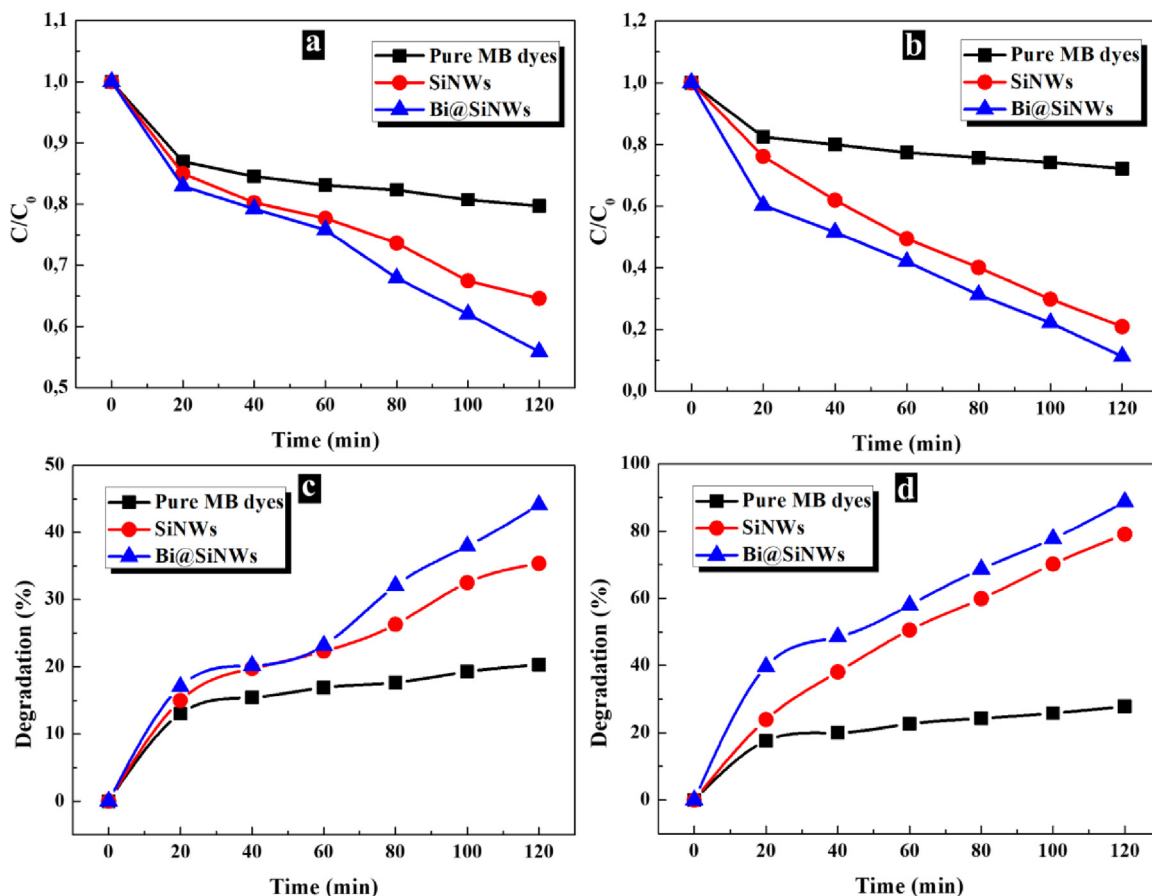 a
Pure MB dyes
SiNWs
Bi@SiNWs
C/C0
1,1
1,0
0,9
0,8
0,7
0,6
0,5
0 20 40 60 80 100 120
Time (min)
b
Pure MB dyes
SiNWs
Bi@SiNWs
C/C0
1,2
1,0
0,8
0,6
0,4
0,2
0,0
0 20 40 60 80 100 120
Time (min)
c
Pure MB dyes
SiNWs
Bi@SiNWs
Degradation (%)
50
40
30
20
10
0
0 20 40 60 80 100 120
Time (min)
d
Pure MB dyes
SiNWs
Bi@SiNWs
Degradation (%)
100
80
60
40
20
0
0 20 40 60 80 100 120
Time (min)